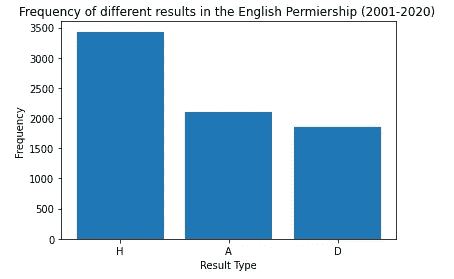 Frequency of different results in the English Permiership (2001-2020)
3500
3000
2500
2000
1500
1000
500
0
Frequency
H A D
Result Type